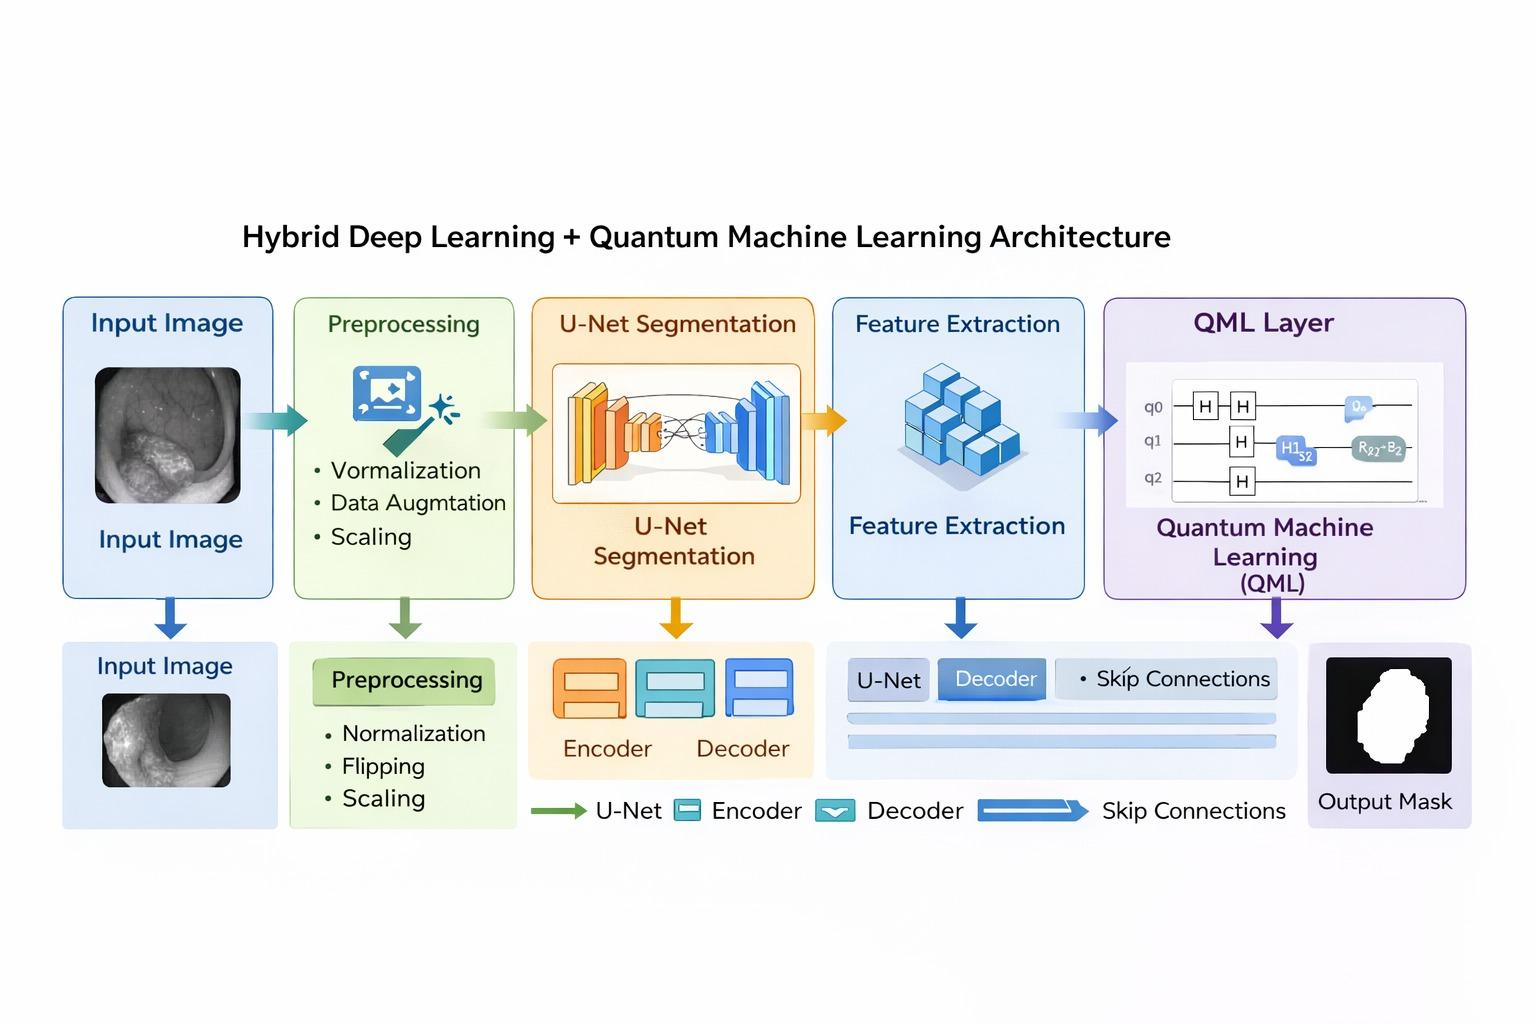 Hybrid Deep Learning + Quantum Machine Learning Architecture
Input Image
Input Image
Preprocessing
• Vormalization
• Data Augmtation
• Scaling
U-Net Segmentation
U-Net
Segmentation
Feature Extraction
Feature Extraction
QML Layer
q0 H H
q1 H H1
q2 H
Quantum Machine
Learning
(QML)
Input Image
Preprocessing
• Normalization
• Flipping
• Scaling
Encoder Decoder
U-Net Decoder • Skip Connections
U-Net Encoder Decoder Skip Connections
Output Mask